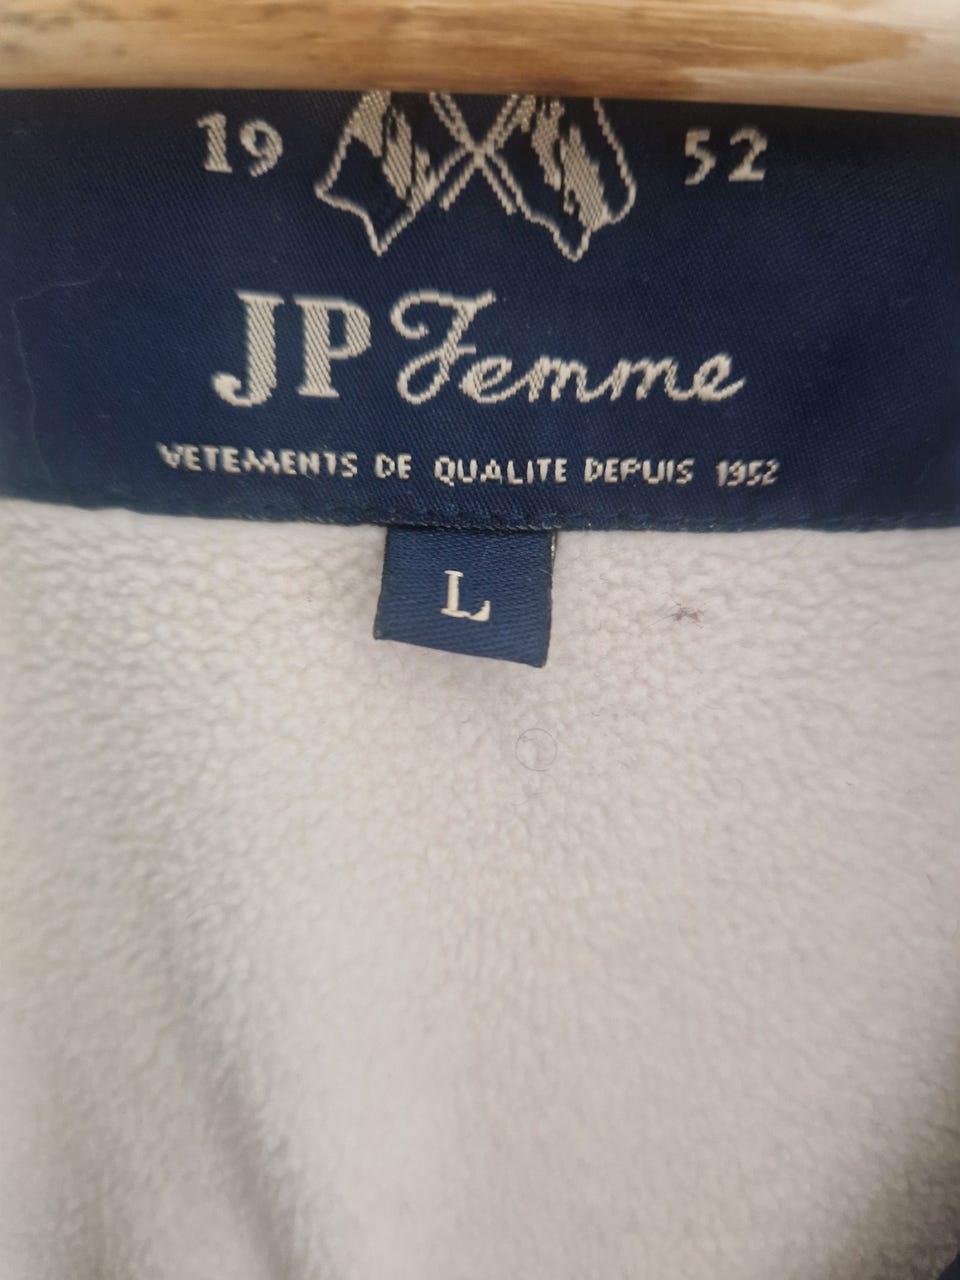 19 52
JP Femme
VETEMENTS DE QUALITE DEPUIS 1952
L